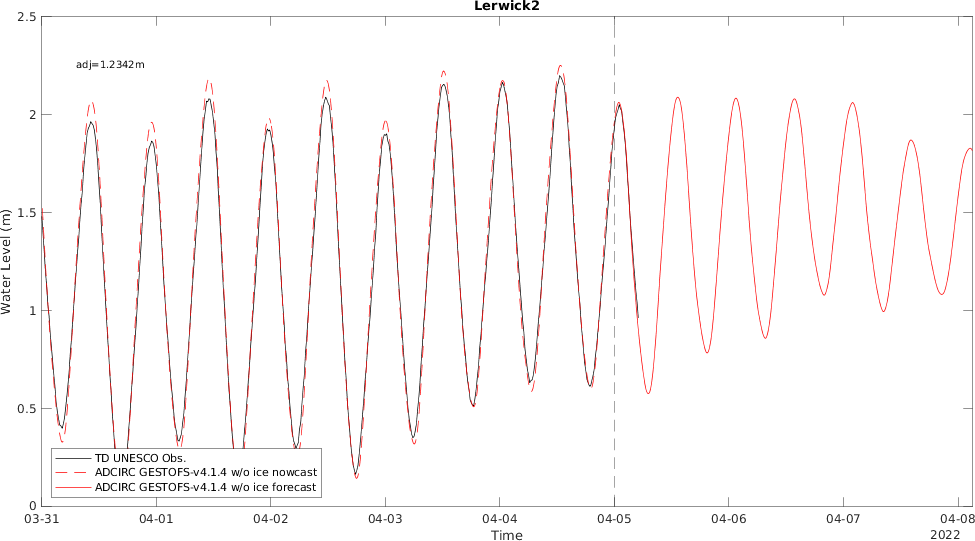 Lerwick2
2.5
2
1.5
1
0.5
0
Water Level (m)
adj=1.2342m
TD UNESCO Obs.
ADCIRC GESTOFS-v4.1.4 w/o ice nowcast
ADCIRC GESTOFS-v4.1.4 w/o ice forecast
03-31 04-01 04-02 04-03 04-04 04-05 04-06 04-07 04-08
Time 2022